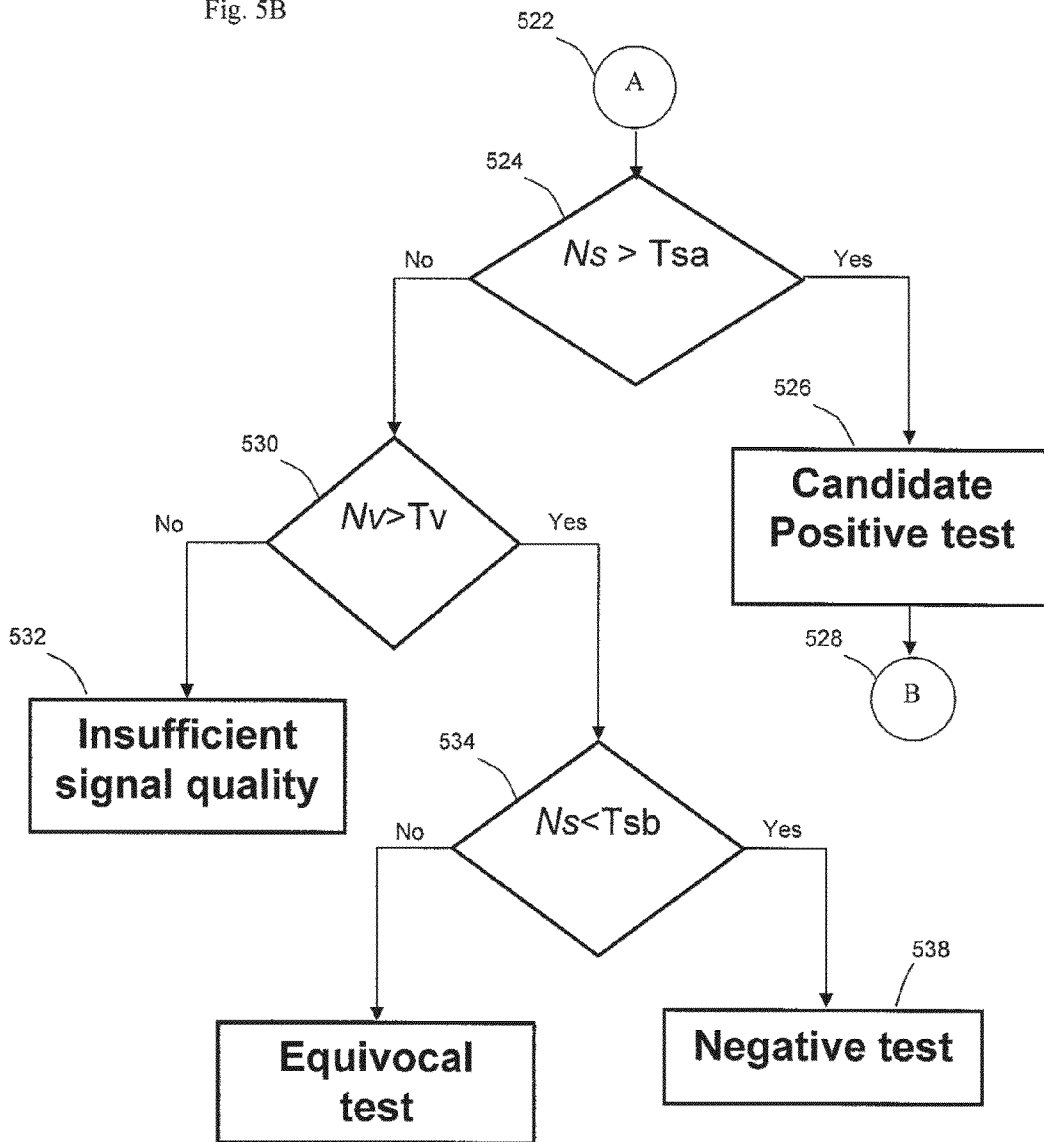 Fig. 5B
522
A
524
Ns > Tsa
No
Yes
526
Candidate
Positive test
530
Nv>Tv
No
Yes
528
B
532
Insufficient
signal quality
534
Ns<Tsb
No
Yes
538
Equivocal
test
Negative test